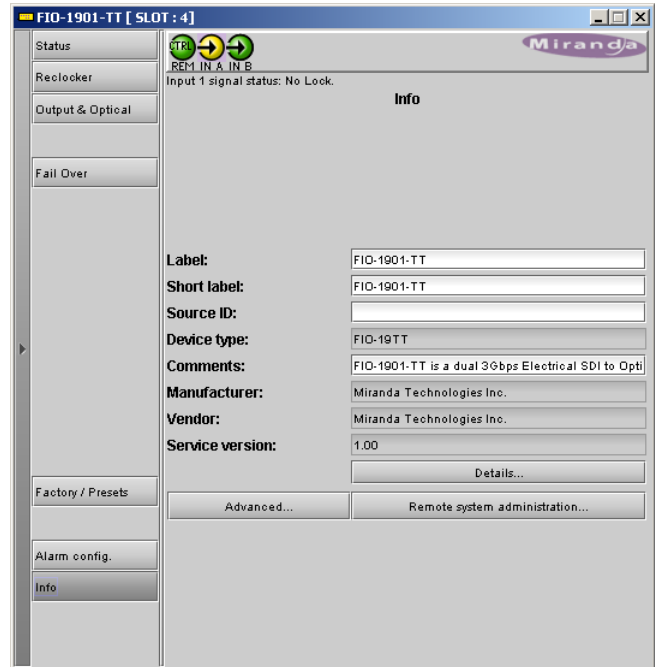 FIO-1901-TT [ SLOT : 4]
Status
Reclocker
Output & Optical
Fail Over
Factory / Presets
Alarm config.
Info
CTRL
REM IN A IN B
Miranda
Input 1 signal status: No Lock.
Info
Label: FIO-1901-TT
Short label: FIO-1901-TT
Source ID:
Device type: FIO-19TT
Comments: FIO-1901-TT is a dual 3Gbps Electrical SDI to Opti
Manufacturer: Miranda Technologies Inc.
Vendor: Miranda Technologies Inc.
Service version: 1.00
Details...
Advanced... Remote system administration...